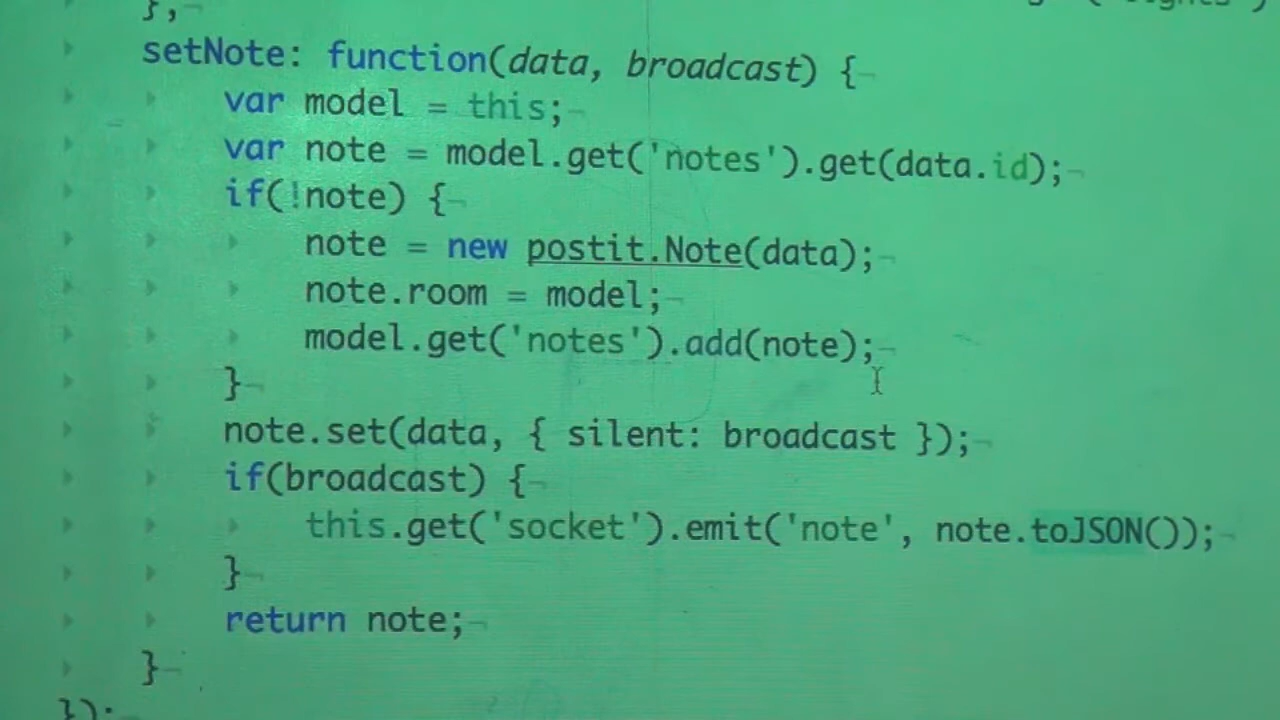 },
setNote: function(data, broadcast) {
var model = this;
var note = model.get('notes').get(data.id);
if(!note) {
note = new postit.Note(data);
note.room = model;
model.get('notes').add(note);
}
note.set(data, { silent: broadcast });
if(broadcast) {
this.get('socket').emit('note', note.toJSON());
}
return note;
}
});